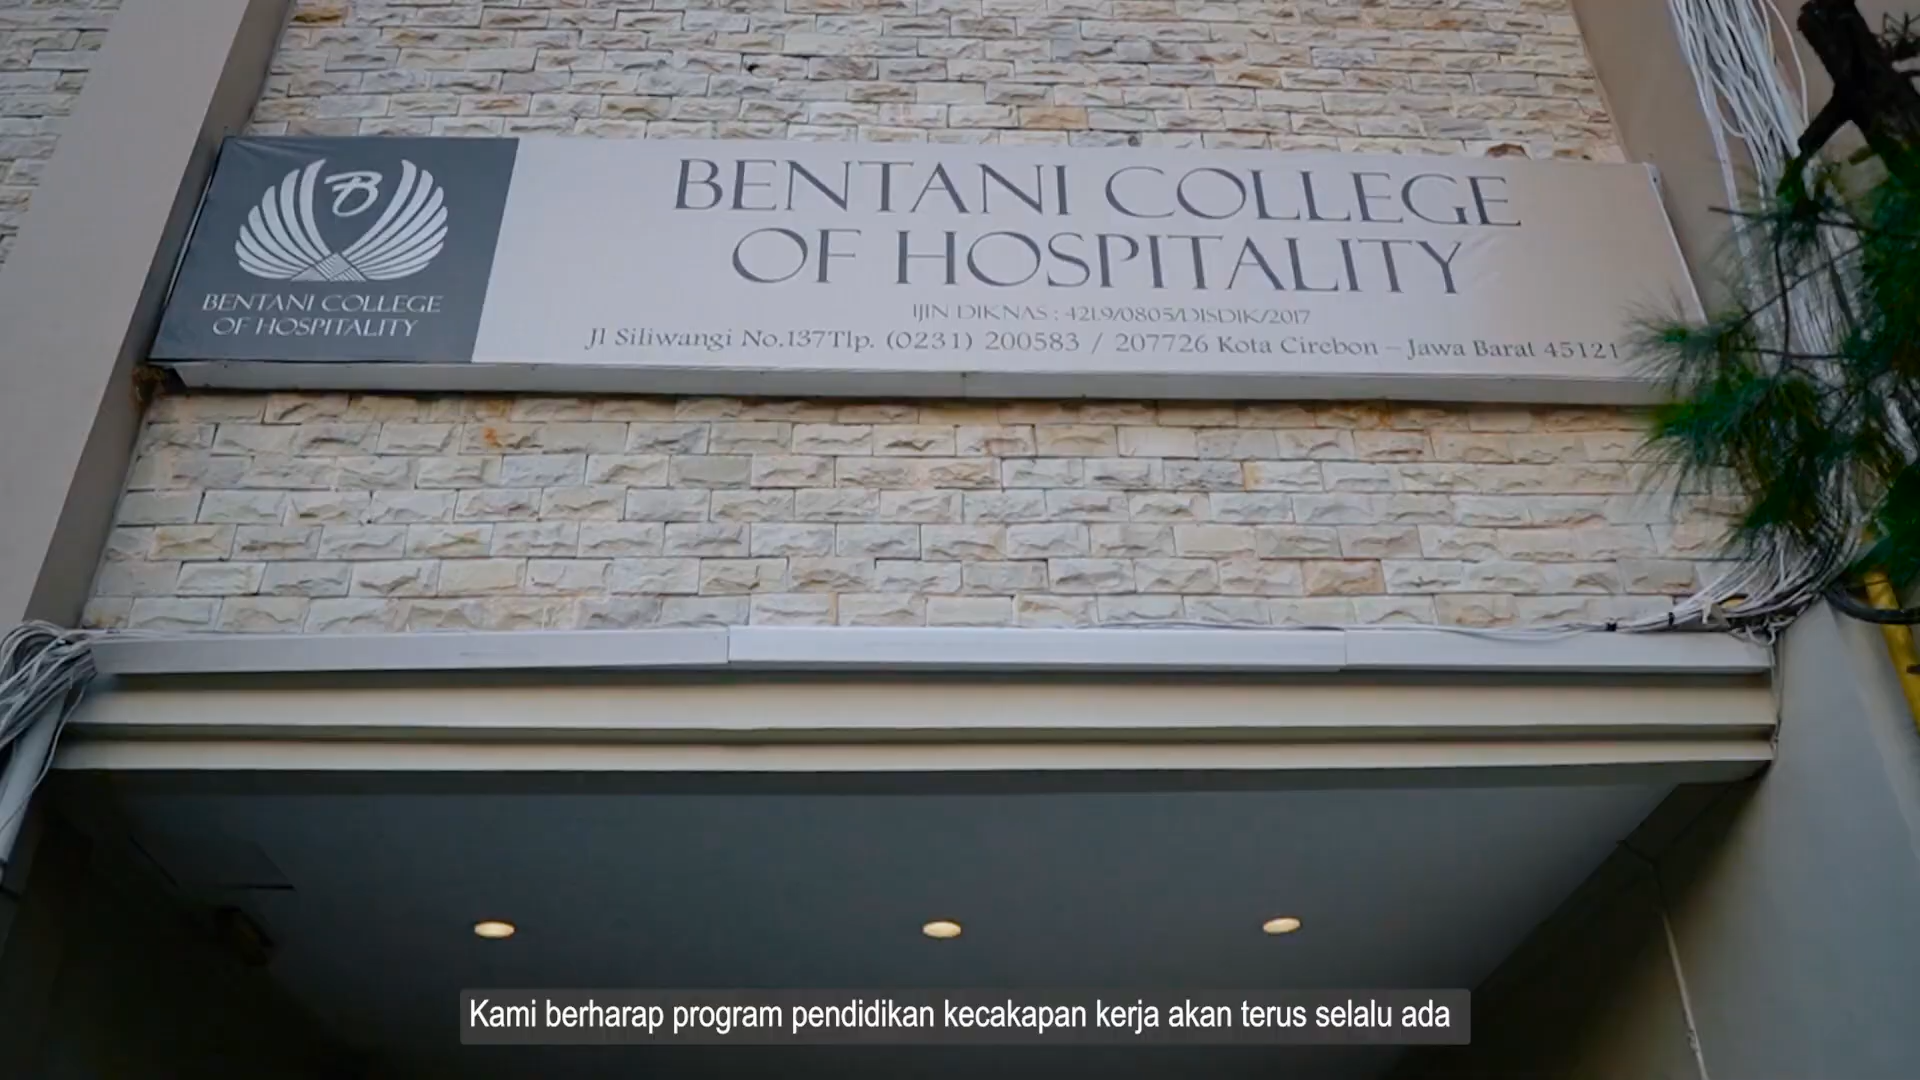 B
BENTANI COLLEGE
OF HOSPITALITY
BENTANI COLLEGE
OF HOSPITALITY
IJIN DIKNAS : 421.9/0805/DISDIK/2017
Jl Siliwangi No.137Tlp. (0231) 200583 / 207726 Kota Cirebon – Jawa Barat 45121
Kami berharap program pendidikan kecakapan kerja akan terus selalu ada